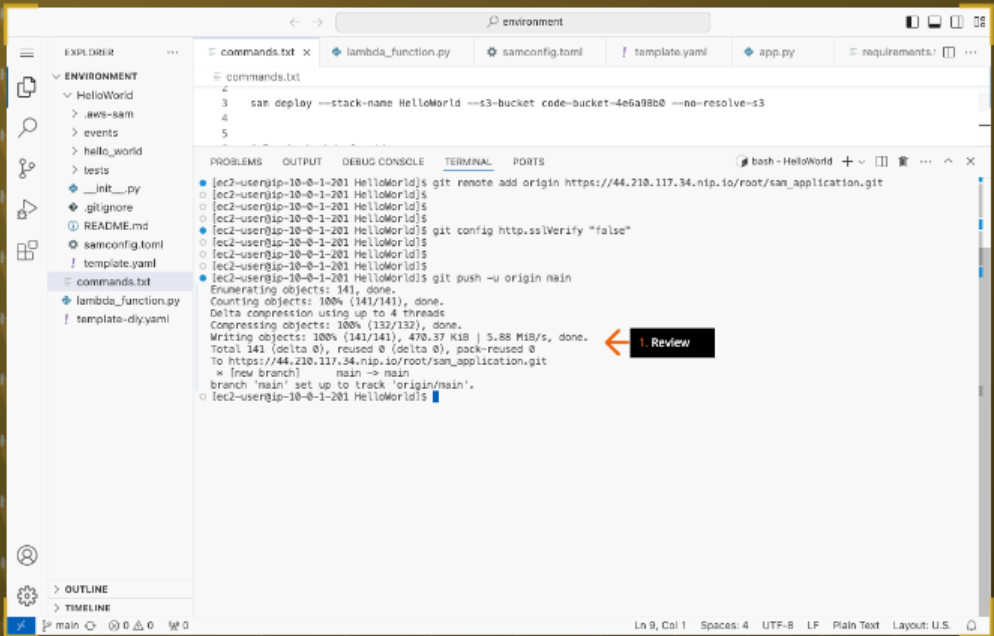 environment
EXPLORER
ENVIRONMENT
HelloWorld
.aws-sam
events
hello_world
tests
__init__.py
.gitignore
README.md
samconfig.toml
template.yaml
commands.txt
lambda_function.py
template-diy.yaml
OUTLINE
TIMELINE
commands.txt lambda_function.py samconfig.toml template.yaml app.py requirements.
commands.txt
2
3 sam deploy --stack-name HelloWorld --s3-bucket code-bucket-4e6a98b0 --no-resolve-s3
4
5
PROBLEMS OUTPUT DEBUG CONSOLE TERMINAL PORTS bash - HelloWorld
[ec2-user@ip-10-0-1-201 HelloWorld]$ git remote add origin https://44.210.117.34.nip.io/root/sam_application.git
[ec2-user@ip-10-0-1-201 HelloWorld]$
[ec2-user@ip-10-0-1-201 HelloWorld]$
[ec2-user@ip-10-0-1-201 HelloWorld]$
[ec2-user@ip-10-0-1-201 HelloWorld]$ git config http.sslVerify "false"
[ec2-user@ip-10-0-1-201 HelloWorld]$
[ec2-user@ip-10-0-1-201 HelloWorld]$
[ec2-user@ip-10-0-1-201 HelloWorld]$
[ec2-user@ip-10-0-1-201 HelloWorld]$ git push -u origin main
Enumerating objects: 141, done.
Counting objects: 100% (141/141), done.
Delta compression using up to 4 threads
Compressing objects: 100% (132/132), done.
Writing objects: 100% (141/141), 470.37 KiB | 5.88 MiB/s, done.
Total 141 (delta 0), reused 0 (delta 0), pack-reused 0
To https://44.210.117.34.nip.io/root/sam_application.git
* [new branch] main -> main
branch 'main' set up to track 'origin/main'.
[ec2-user@ip-10-0-1-201 HelloWorld]$
1. Review
main 0 0 0 Ln 9, Col 1 Spaces: 4 UTF-8 LF Plain Text Layout: U.S.